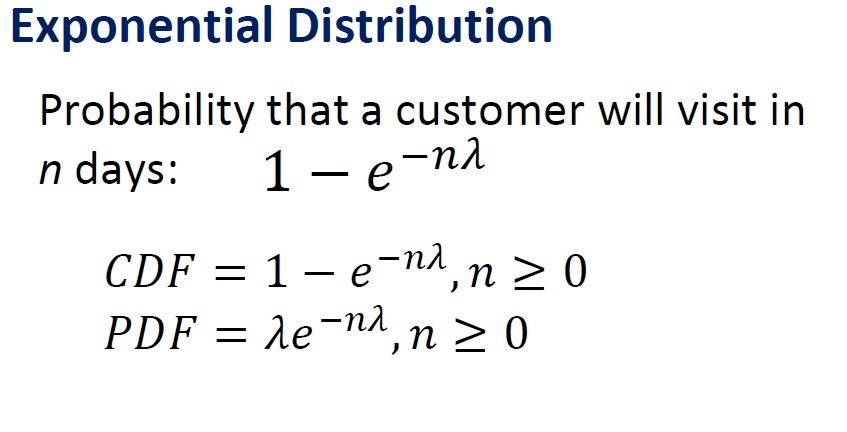 Exponential Distribution
Probability that a customer will visit in
n days: 1 − e^{−nλ}
CDF = 1 − e^{−nλ}, n ≥ 0
PDF = λe^{−nλ}, n ≥ 0